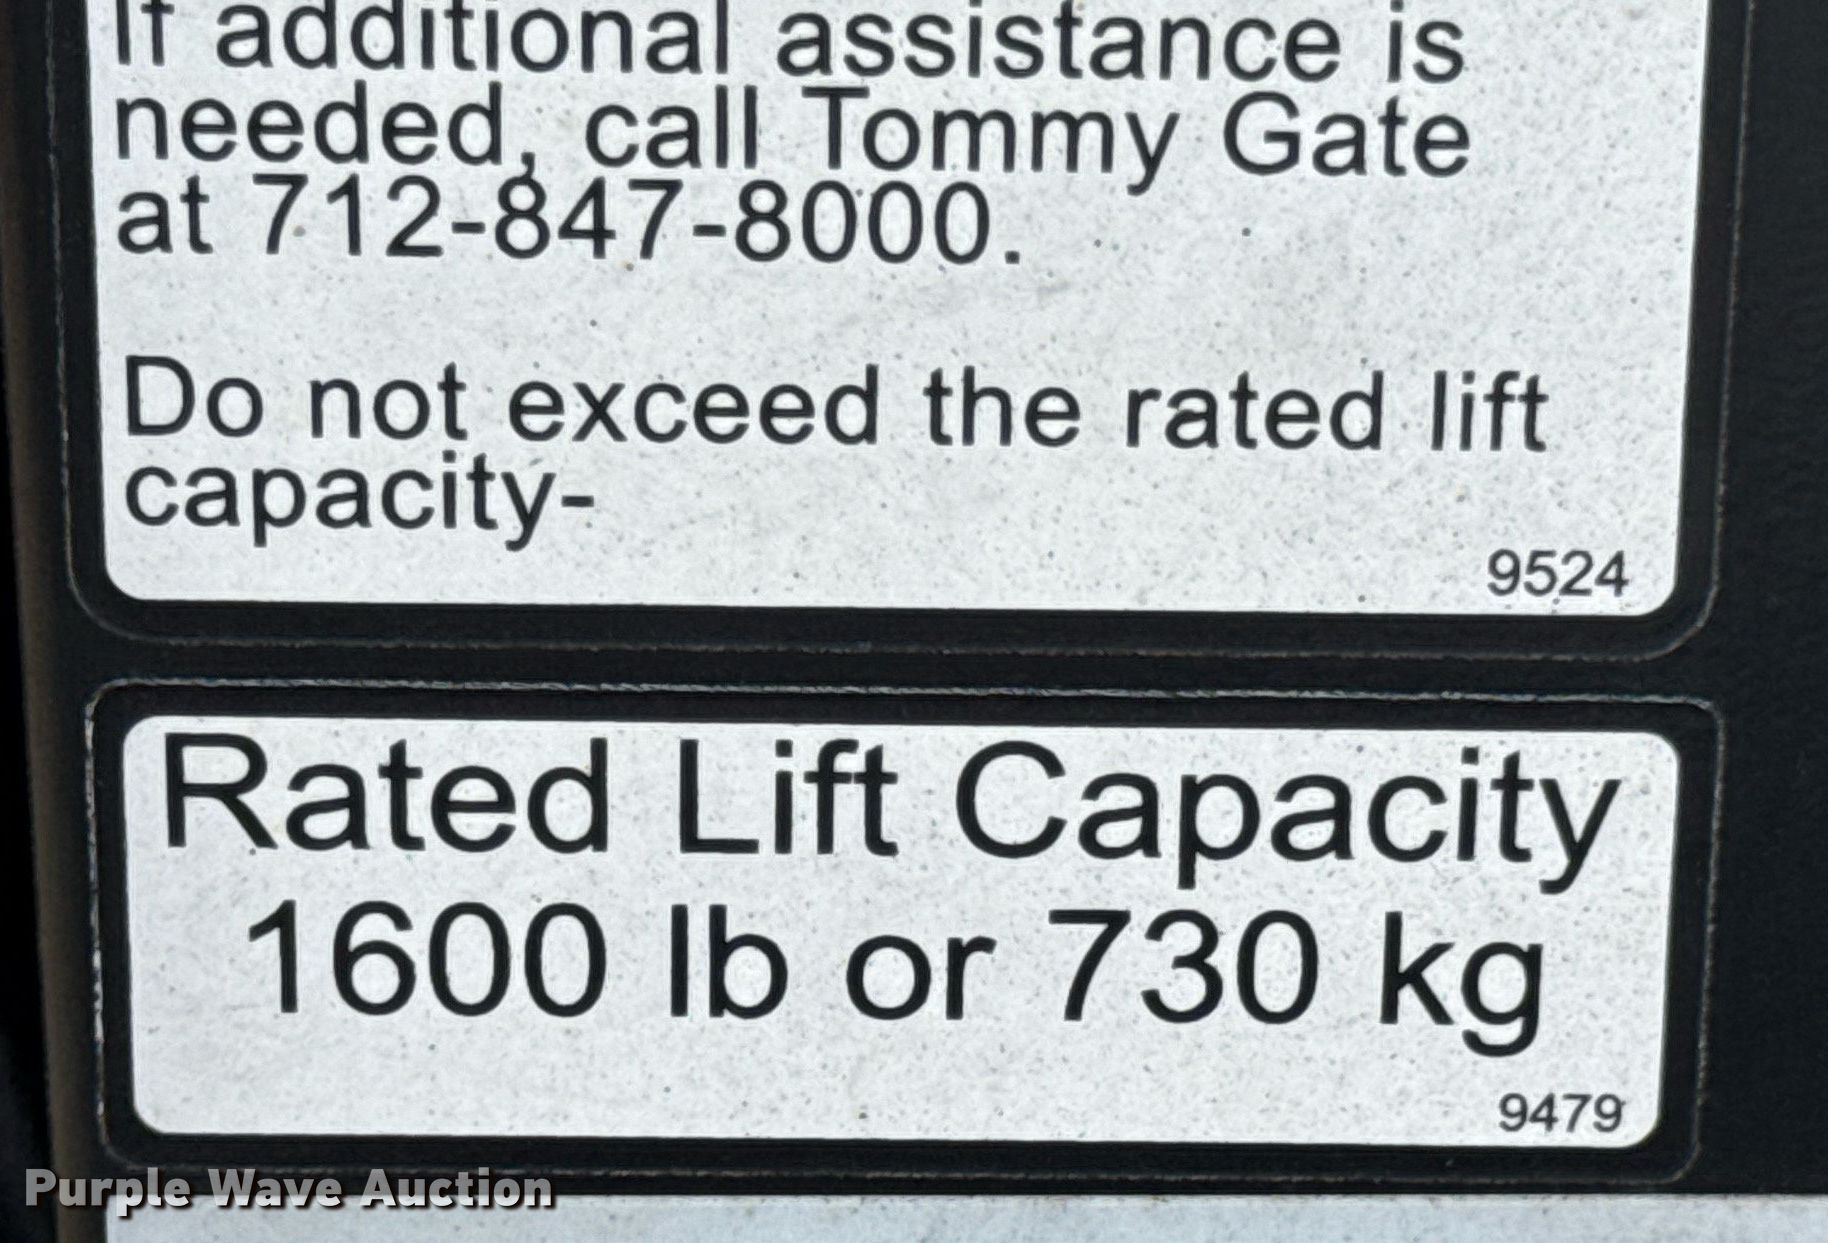 If additional assistance is
needed, call Tommy Gate
at 712-847-8000.
Do not exceed the rated lift
capacity-
9524
Rated Lift Capacity
1600 lb or 730 kg
9479
Purple Wave Auction